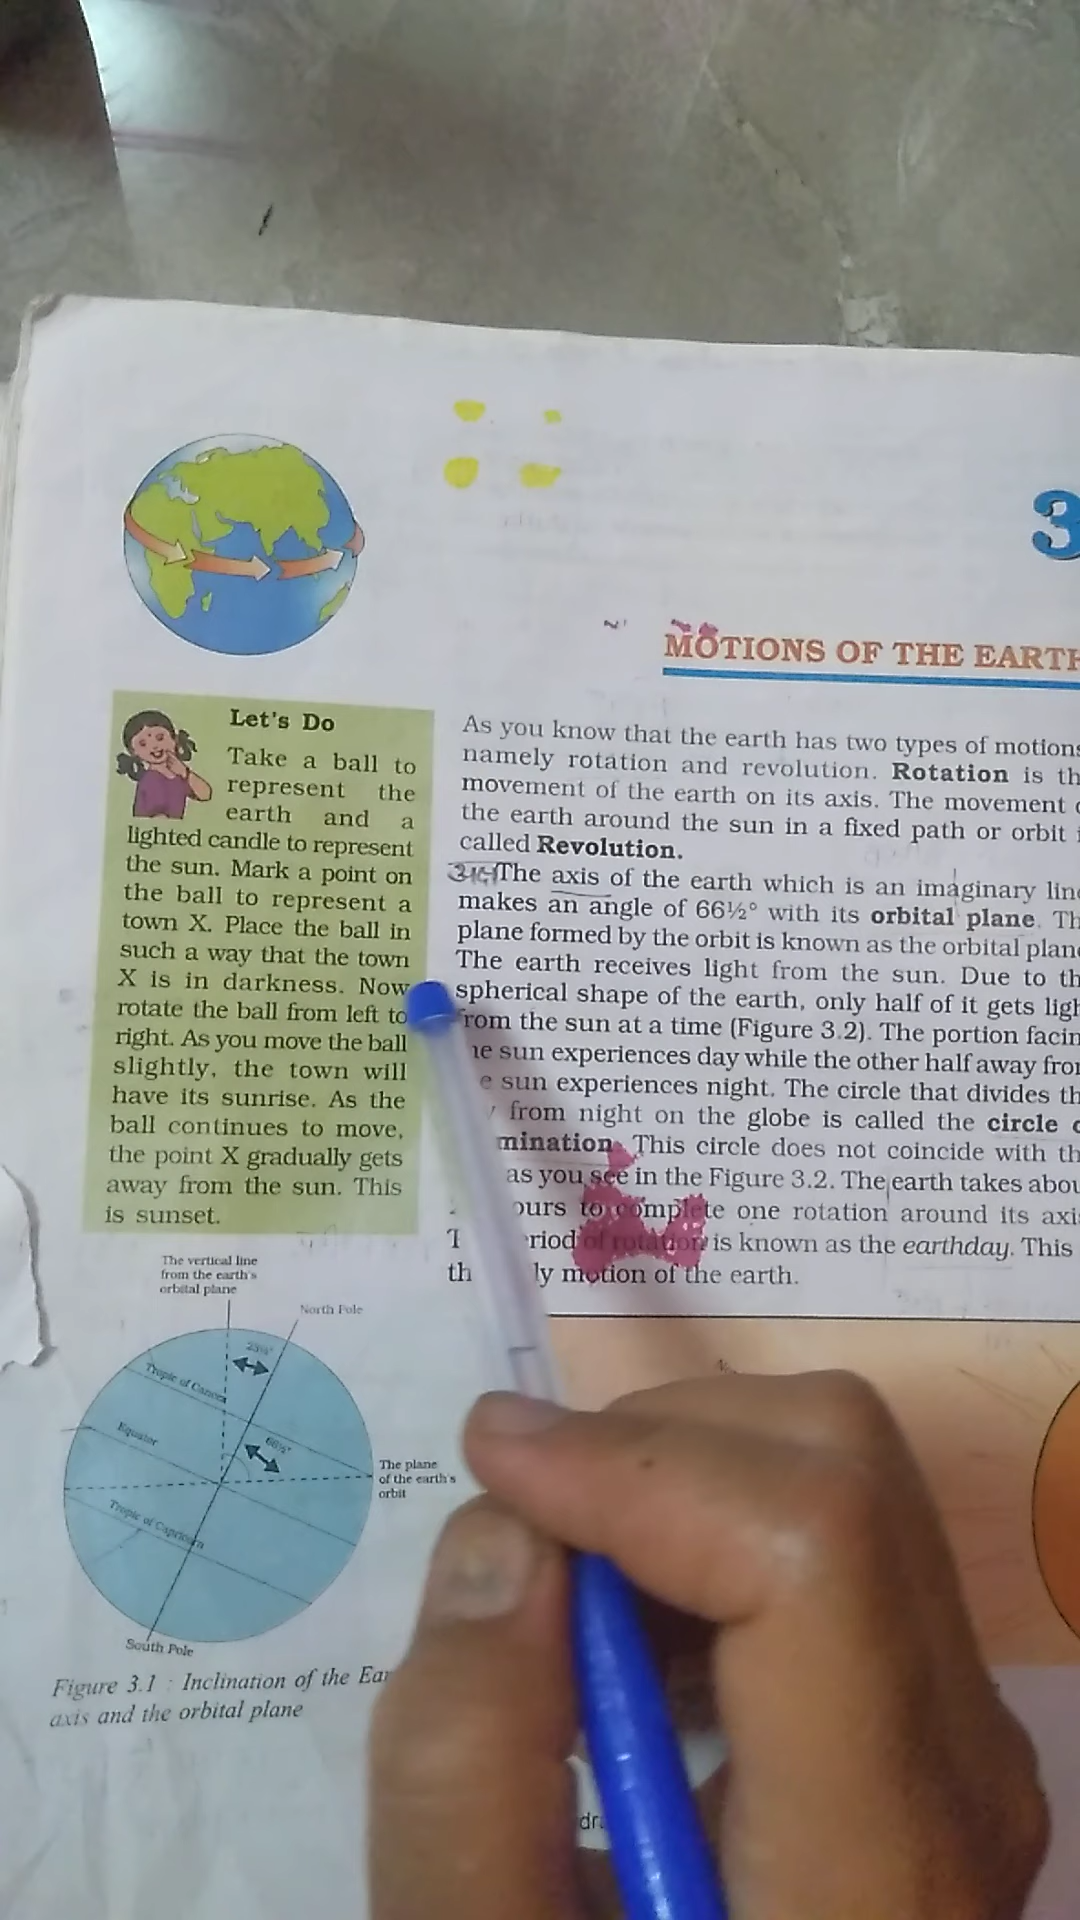 3
MOTIONS OF THE EARTH
Let's Do
Take a ball to
represent the
earth and a
lighted candle to represent
the sun. Mark a point on
the ball to represent a
town X. Place the ball in
such a way that the town
X is in darkness. Now
rotate the ball from left to
right. As you move the ball
slightly, the town will
have its sunrise. As the
ball continues to move,
the point X gradually gets
away from the sun. This
is sunset.
As you know that the earth has two types of motions
namely rotation and revolution. Rotation is th
movement of the earth on its axis. The movement
the earth around the sun in a fixed path or orbit
called Revolution.
The axis of the earth which is an imaginary line
makes an angle of 66½° with its orbital plane. Th
plane formed by the orbit is known as the orbital plane
The earth receives light from the sun. Due to th
spherical shape of the earth, only half of it gets ligh
from the sun at a time (Figure 3.2). The portion facin
he sun experiences day while the other half away from
e sun experiences night. The circle that divides th
from night on the globe is called the circle
mination. This circle does not coincide with th
as you see in the Figure 3.2. The earth takes abou
ours to complete one rotation around its axis
riod of rotation is known as the earthday. This
th ly motion of the earth.
The vertical line
from the earth's
orbital plane
North Pole
23½°
Tropic of Cancer
Equator
66½°
The plane
of the earth's
orbit
Tropic of Capricorn
South Pole
Figure 3.1 : Inclination of the Ear
axis and the orbital plane